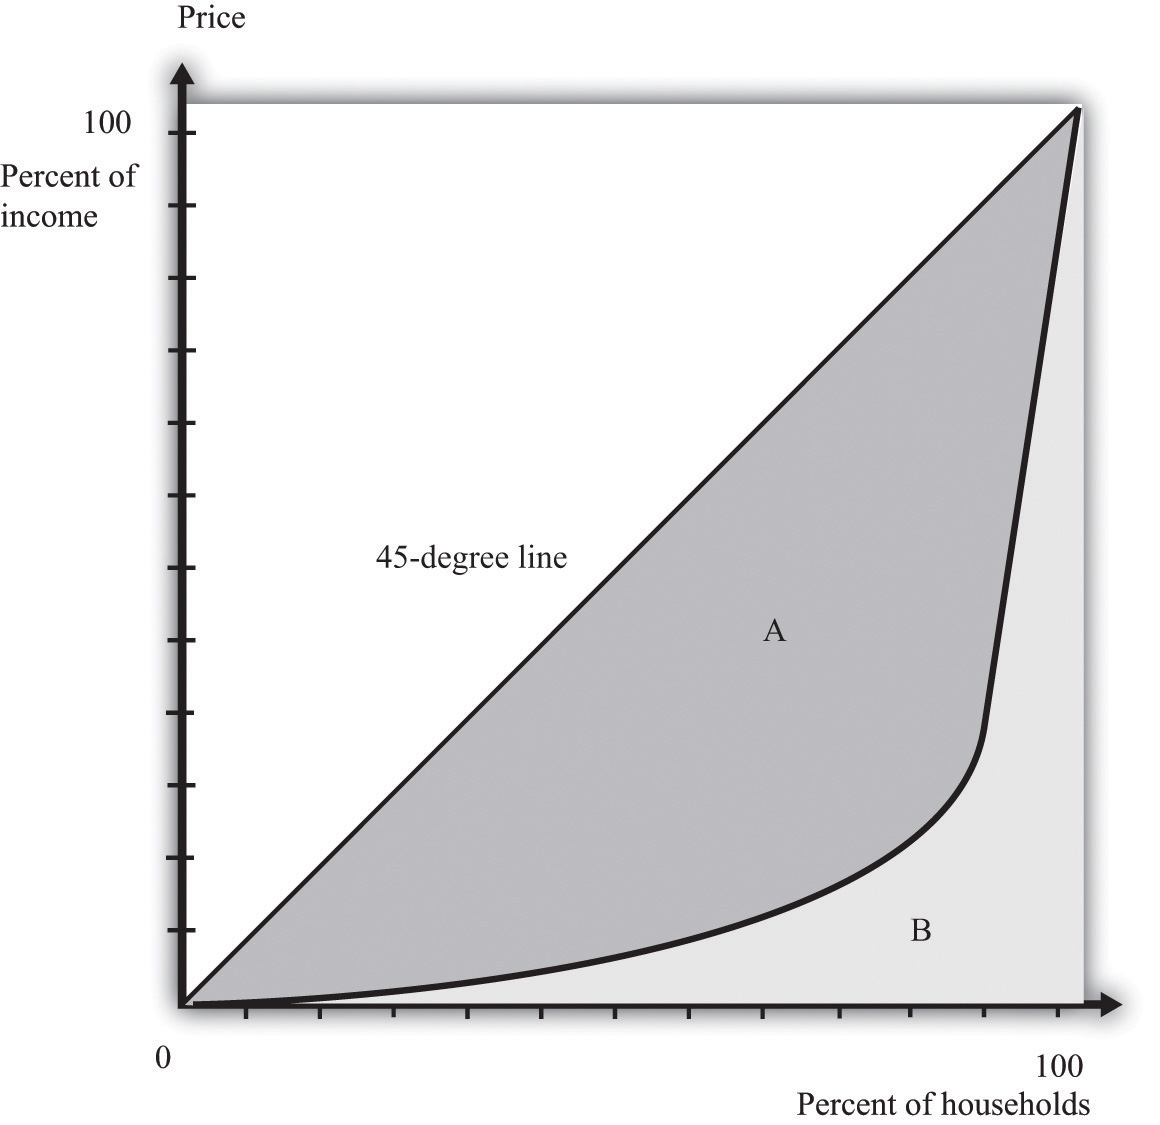 Price
100
Percent of
income
45-degree line
A
B
0
100
Percent of households